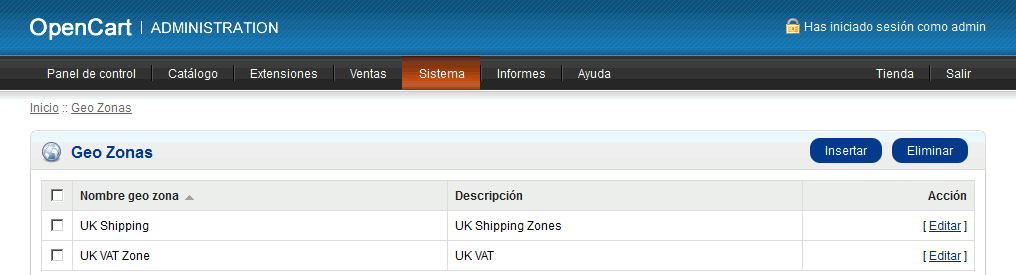 OpenCart | ADMINISTRATION Has iniciado sesión como admin
Panel de control Catálogo Extensiones Ventas Sistema Informes Ayuda Tienda Salir
Inicio :: Geo Zonas
Geo Zonas Insertar Eliminar
Nombre geo zona Descripción Acción
UK Shipping UK Shipping Zones [ Editar ]
UK VAT Zone UK VAT [ Editar ]